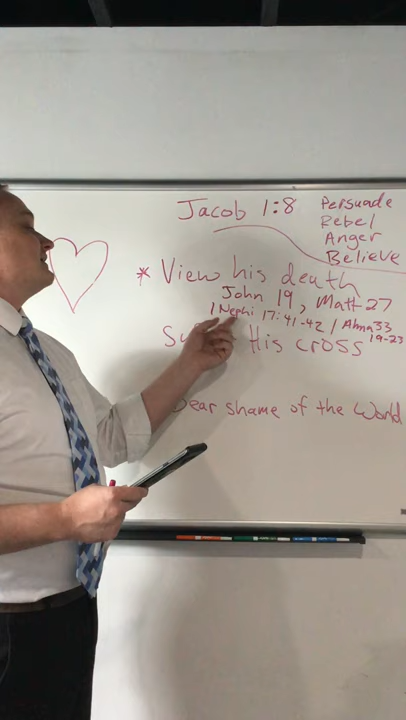 Jacob 1:8
Persuade
Rebel
Anger
Believe
* View his death
John 19, Matt 27
1 Nephi 17:41-42 / Alma 33
19-23
His cross
Bear shame of the World